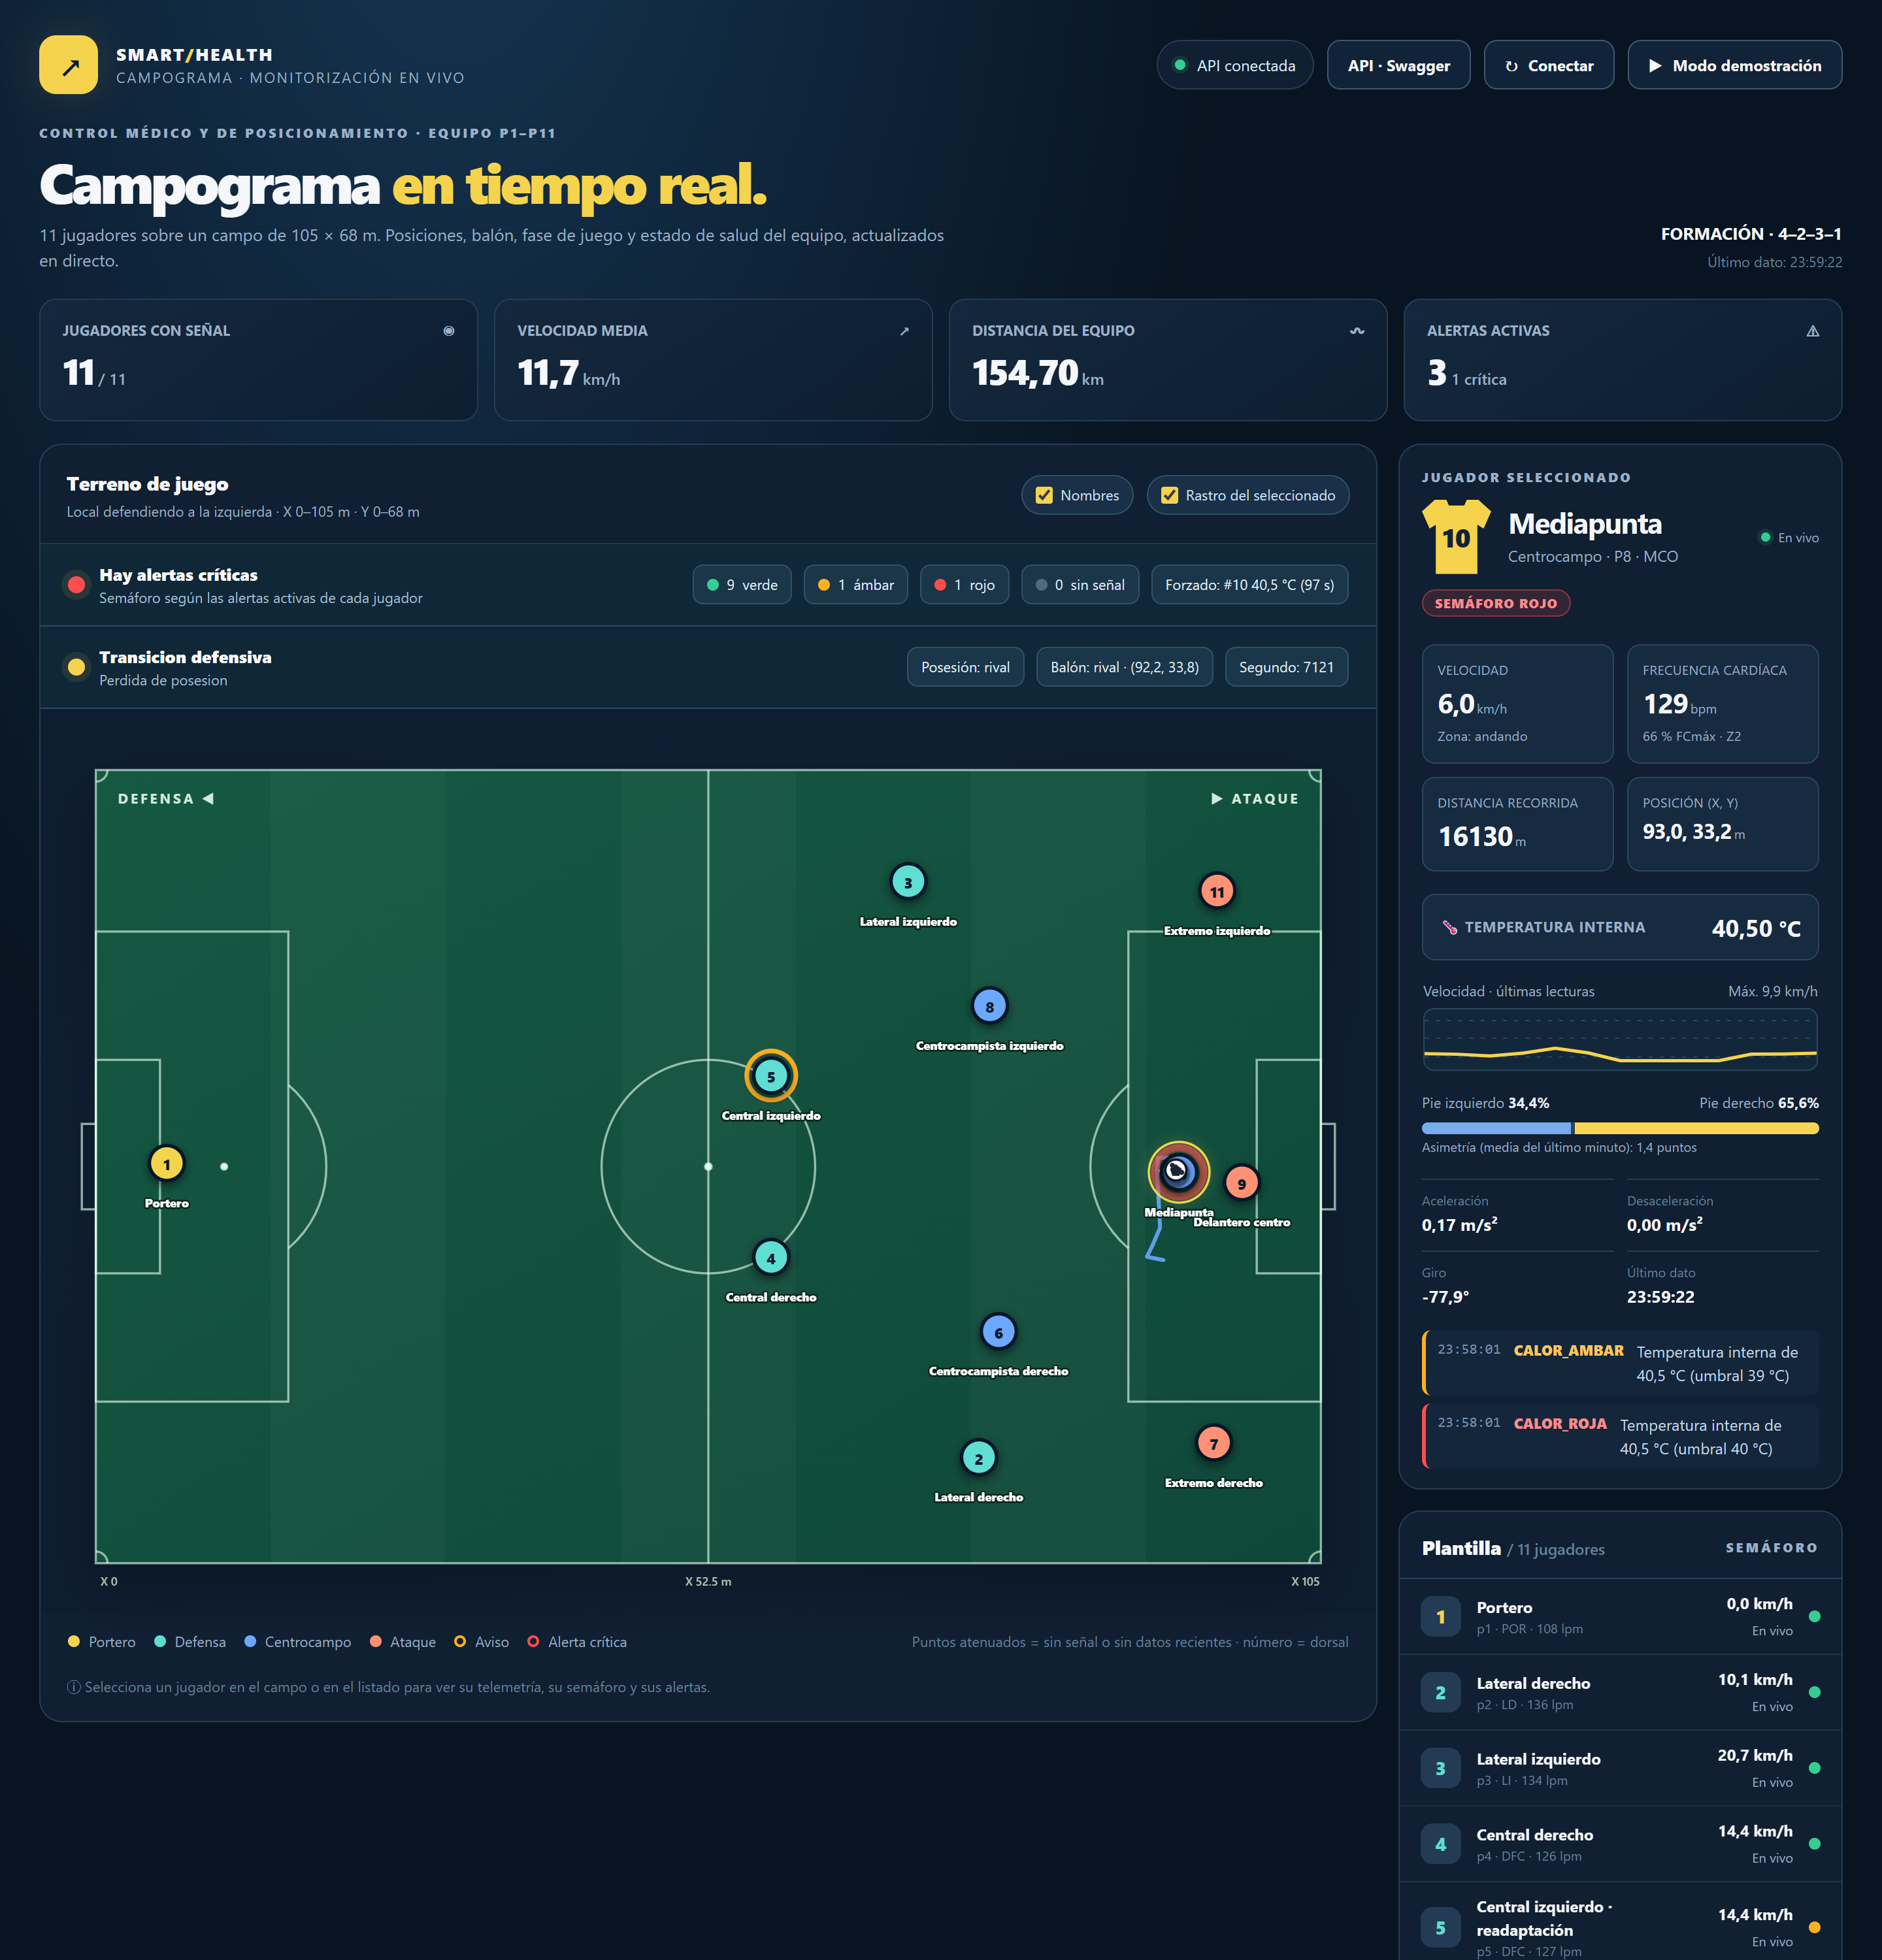 SMART/HEALTH
CAMPOGRAMA · MONITORIZACIÓN EN VIVO
API conectada
API · Swagger
Conectar
Modo demostración
CONTROL MÉDICO Y DE POSICIONAMIENTO · EQUIPO P1–P11
Campograma en tiempo real.
11 jugadores sobre un campo de 105 × 68 m. Posiciones, balón, fase de juego y estado de salud del equipo, actualizados
en directo.
FORMACIÓN · 4–2–3–1
Último dato: 23:59:22
JUGADORES CON SEÑAL
11 / 11
VELOCIDAD MEDIA
11,7 km/h
DISTANCIA DEL EQUIPO
154,70 km
ALERTAS ACTIVAS
3 1 crítica
Terreno de juego
Local defendiendo a la izquierda · X 0–105 m · Y 0–68 m
Nombres
Rastro del seleccionado
Hay alertas críticas
Semáforo según las alertas activas de cada jugador
9 verde
1 ámbar
1 rojo
0 sin señal
Forzado: #10 40,5 °C (97 s)
Transicion defensiva
Perdida de posesion
Posesión: rival
Balón: rival · (92,2, 33,8)
Segundo: 7121
DEFENSA ◀
▶ ATAQUE
3
Lateral izquierdo
11
Extremo izquierdo
8
Centrocampista izquierdo
5
Central izquierdo
1
Portero
Mediapunta
9
Delantero centro
4
Central derecho
6
Centrocampista derecho
7
Extremo derecho
2
Lateral derecho
X 0
X 52.5 m
X 105
Portero
Defensa
Centrocampo
Ataque
Aviso
Alerta crítica
Puntos atenuados = sin señal o sin datos recientes · número = dorsal
ⓘ Selecciona un jugador en el campo o en el listado para ver su telemetría, su semáforo y sus alertas.
JUGADOR SELECCIONADO
10
Mediapunta
Centrocampo · P8 · MCO
En vivo
SEMÁFORO ROJO
VELOCIDAD
6,0 km/h
Zona: andando
FRECUENCIA CARDÍACA
129 bpm
66 % FCmáx · Z2
DISTANCIA RECORRIDA
16130 m
POSICIÓN (X, Y)
93,0, 33,2 m
TEMPERATURA INTERNA
40,50 °C
Velocidad · últimas lecturas
Máx. 9,9 km/h
Pie izquierdo 34,4%
Pie derecho 65,6%
Asimetría (media del último minuto): 1,4 puntos
Aceleración
0,17 m/s²
Desaceleración
0,00 m/s²
Giro
-77,9°
Último dato
23:59:22
23:58:01 CALOR_AMBAR Temperatura interna de
40,5 °C (umbral 39 °C)
23:58:01 CALOR_ROJA Temperatura interna de
40,5 °C (umbral 40 °C)
Plantilla / 11 jugadores
SEMÁFORO
1
Portero
p1 · POR · 108 lpm
0,0 km/h
En vivo
2
Lateral derecho
p2 · LD · 136 lpm
10,1 km/h
En vivo
3
Lateral izquierdo
p3 · LI · 134 lpm
20,7 km/h
En vivo
4
Central derecho
p4 · DFC · 126 lpm
14,4 km/h
En vivo
5
Central izquierdo ·
readaptación
p5 · DFC · 127 lpm
14,4 km/h
En vivo